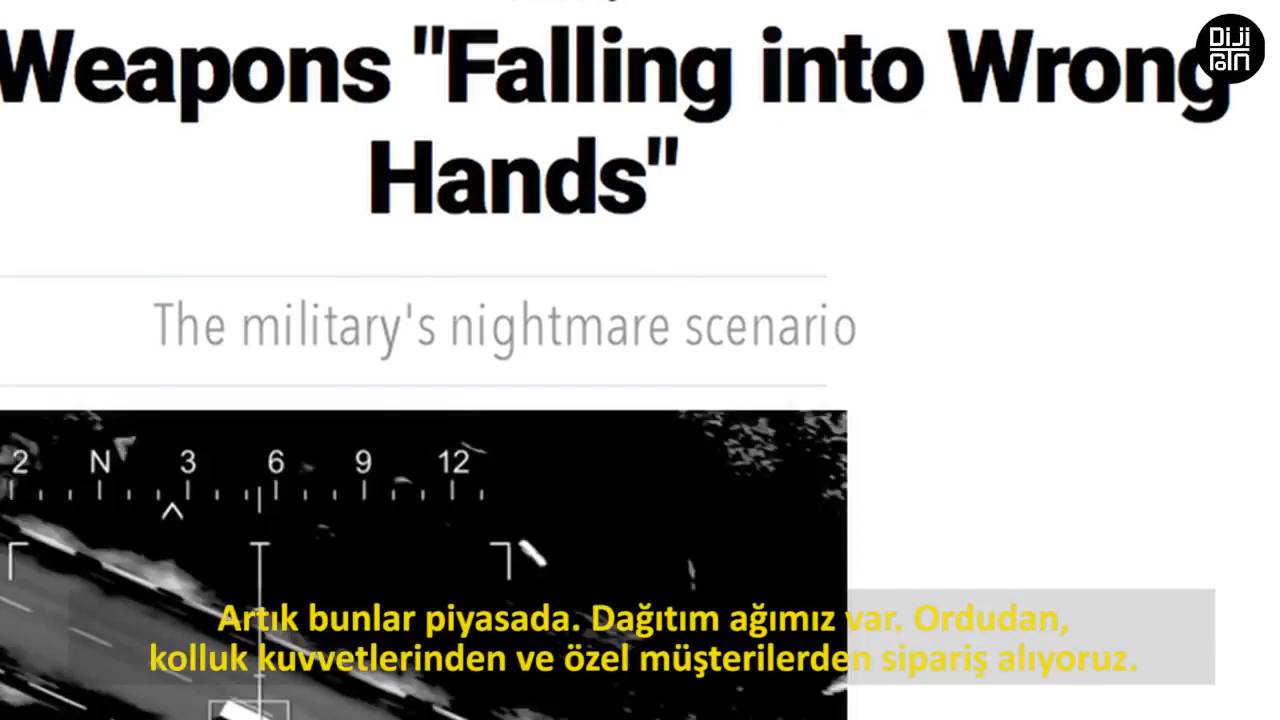 Weapons "Falling into Wrong
Hands"
The military's nightmare scenario
2 N 3 6 9 12
Artık bunlar piyasada. Dağıtım ağımız var. Ordudan,
kolluk kuvvetlerinden ve özel müşterilerden sipariş alıyoruz.